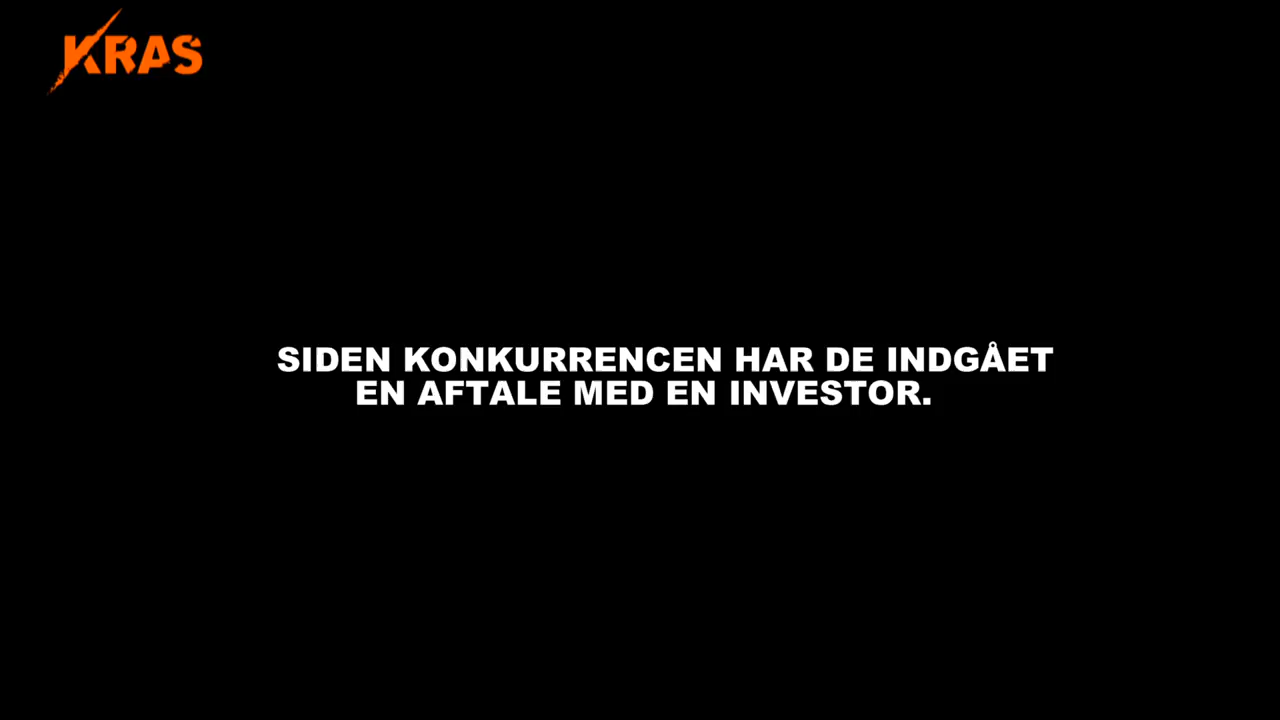 KRAS
SIDEN KONKURRENCEN HAR DE INDGÅET
EN AFTALE MED EN INVESTOR.